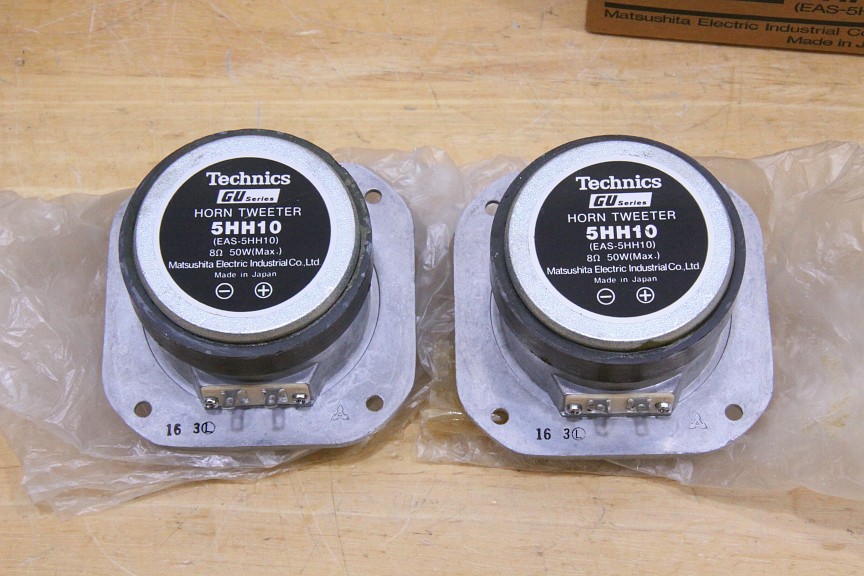 (EAS-5H
Matsushita Electric Industrial Co
Made in J
Technics
GU Series
HORN TWEETER
5HH10
(EAS-5HH10)
8Ω 50W(Max.)
Matsushita Electric Industrial Co.,Ltd
Made in Japan
⊖ ⊕
16 3Ⓛ
Technics
GU Series
HORN TWEETER
5HH10
(EAS-5HH10)
8Ω 50W(Max.)
Matsushita Electric Industrial Co.,Ltd
Made in Japan
⊖ ⊕
16 3Ⓛ